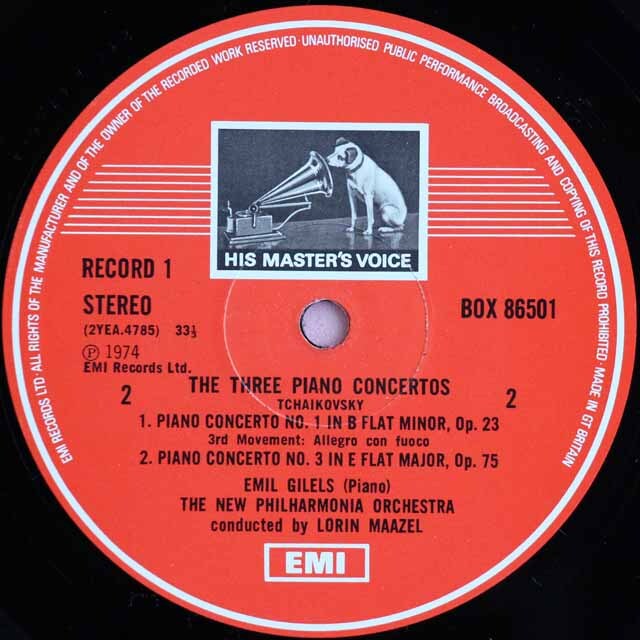 EMI RECORDS LTD·ALL RIGHTS OF THE MANUFACTURER AND OF THE OWNER OF THE RECORDED WORK RESERVED·UNAUTHORISED PUBLIC PERFORMANCE BROADCASTING AND COPYING OF THIS RECORD PROHIBITED·MADE IN GT BRITAIN
HIS MASTER'S VOICE
RECORD 1
STEREO
BOX 86501
(2YEA.4785) 33⅓
Ⓟ 1974
EMI Records Ltd.
2 2
THE THREE PIANO CONCERTOS
TCHAIKOVSKY
1. PIANO CONCERTO NO. 1 IN B FLAT MINOR, Op. 23
3rd Movement: Allegro con fuoco
2. PIANO CONCERTO NO. 3 IN E FLAT MAJOR, Op. 75
EMIL GILELS (Piano)
THE NEW PHILHARMONIA ORCHESTRA
conducted by LORIN MAAZEL
EMI